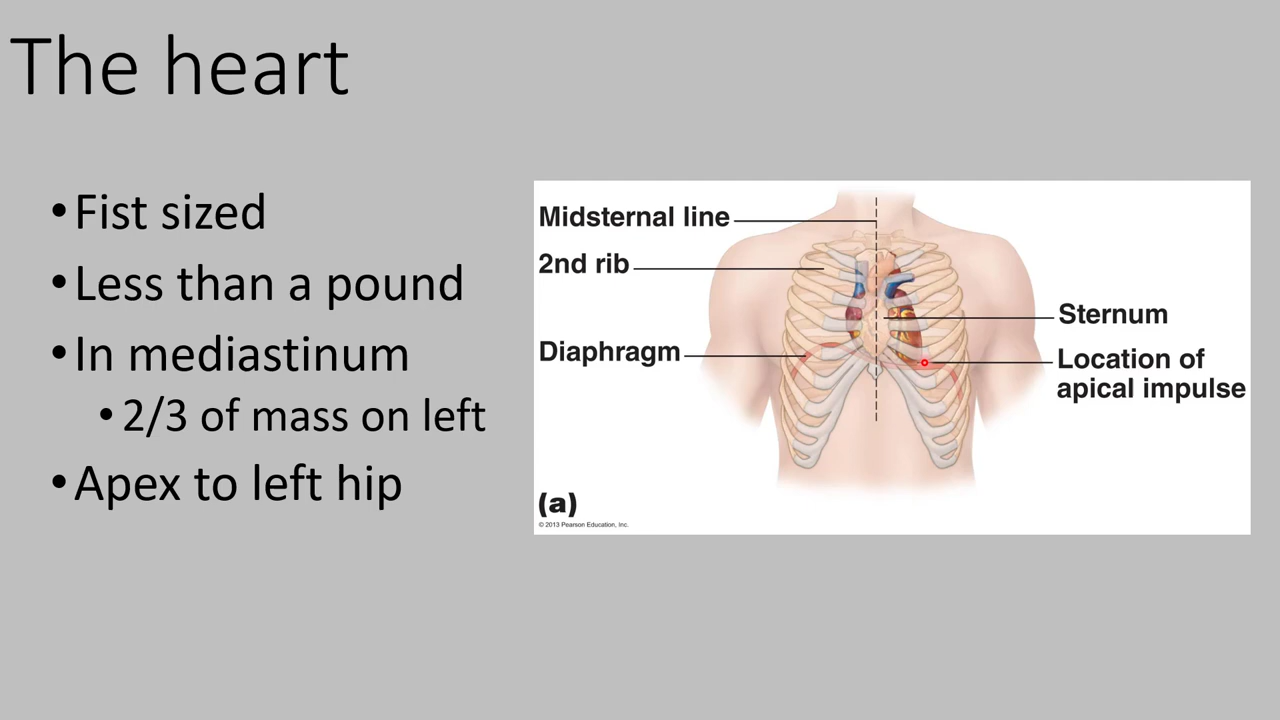 The heart
•Fist sized
•Less than a pound
•In mediastinum
•2/3 of mass on left
•Apex to left hip
Midsternal line
2nd rib
Diaphragm
Sternum
Location of
apical impulse
(a)
© 2013 Pearson Education, Inc.